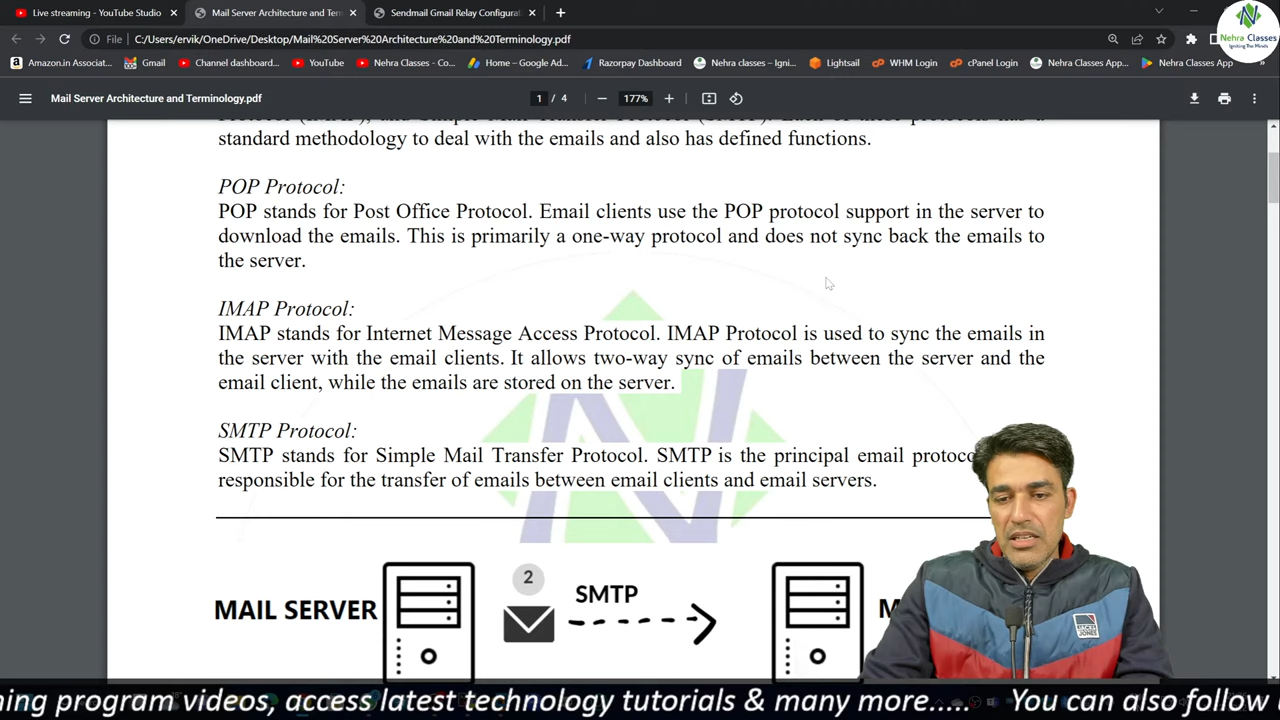 Live streaming - YouTube Studio
Mail Server Architecture and Ter
Sendmail Gmail Relay Configurat
File
C:/Users/ervik/OneDrive/Desktop/Mail%20Server%20Architecture%20and%20Terminology.pdf
Nehra Classes
Igniting The Minds
Amazon.in Associat...
Gmail
Channel dashboard...
YouTube
Nehra Classes - Co...
Home – Google Ad...
Razorpay Dashboard
Nehra classes – Igni...
Lightsail
WHM Login
cPanel Login
Nehra Classes App...
Nehra Classes App
Mail Server Architecture and Terminology.pdf
1 / 4
177%
standard methodology to deal with the emails and also has defined functions.
POP Protocol:
POP stands for Post Office Protocol. Email clients use the POP protocol support in the server to
download the emails. This is primarily a one-way protocol and does not sync back the emails to
the server.
IMAP Protocol:
IMAP stands for Internet Message Access Protocol. IMAP Protocol is used to sync the emails in
the server with the email clients. It allows two-way sync of emails between the server and the
email client, while the emails are stored on the server.
SMTP Protocol:
SMTP stands for Simple Mail Transfer Protocol. SMTP is the principal email protoco
responsible for the transfer of emails between email clients and email servers.
2
SMTP
MAIL SERVER
M
JACK & JONES
ning program videos, access latest technology tutorials & many more..... You can also follow